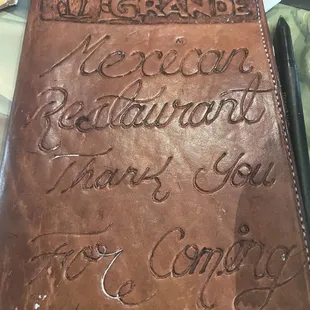 GRANDE
Mexican
Restaurant
Thank You
For Coming